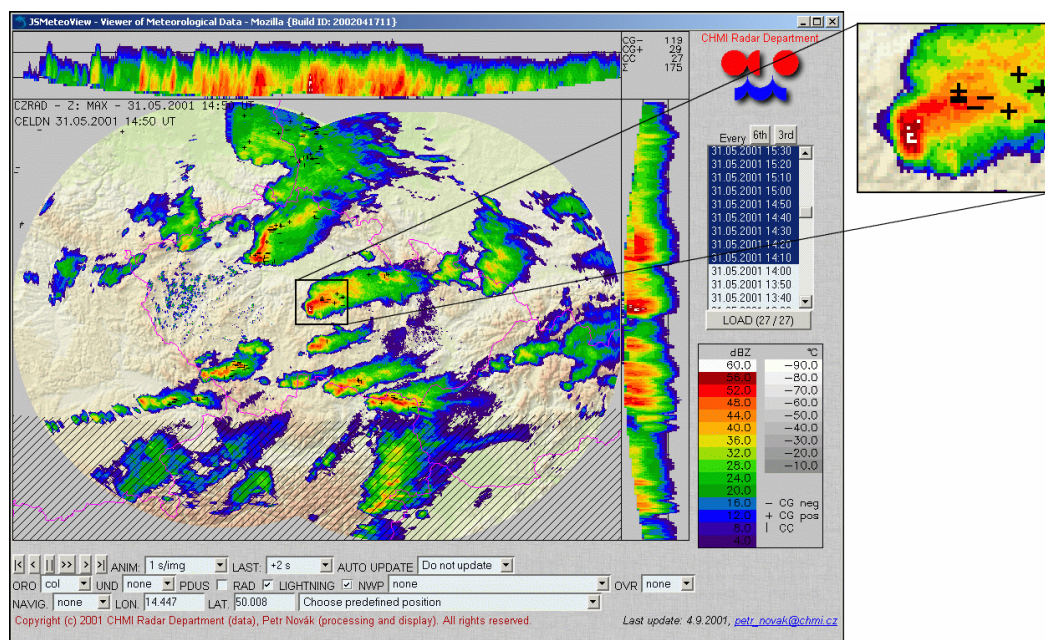 JSMeteoView - Viewer of Meteorological Data - Mozilla {Build ID: 2002041711}
CG- 119
CG+ 29
CC 27
Σ 175
CHMI Radar Department
CZRAD - Z: MAX - 31.05.2001 14:50 UT
CELDN 31.05.2001 14:50 UT
Every 6th 3rd
31.05.2001 15:30
31.05.2001 15:20
31.05.2001 15:10
31.05.2001 15:00
31.05.2001 14:50
31.05.2001 14:40
31.05.2001 14:30
31.05.2001 14:20
31.05.2001 14:10
31.05.2001 14:00
31.05.2001 13:50
31.05.2001 13:40
LOAD (27 / 27)
dBZ °C
60.0 -90.0
56.0 -80.0
52.0 -70.0
48.0 -60.0
44.0 -50.0
40.0 -40.0
36.0 -30.0
32.0 -20.0
28.0 -10.0
24.0
20.0
16.0 - CG neg
12.0 + CG pos
8.0 | CC
4.0
|< < || >> > >| ANIM: 1 s/img LAST: +2 s AUTO UPDATE Do not update
ORO col UND none PDUS RAD LIGHTNING NWP none OVR none
NAVIG. none LON. 14.447 LAT. 50.008 Choose predefined position
Copyright (c) 2001 CHMI Radar Department (data), Petr Novák (processing and display). All rights reserved. Last update: 4.9.2001, petr_novak@chmi.cz